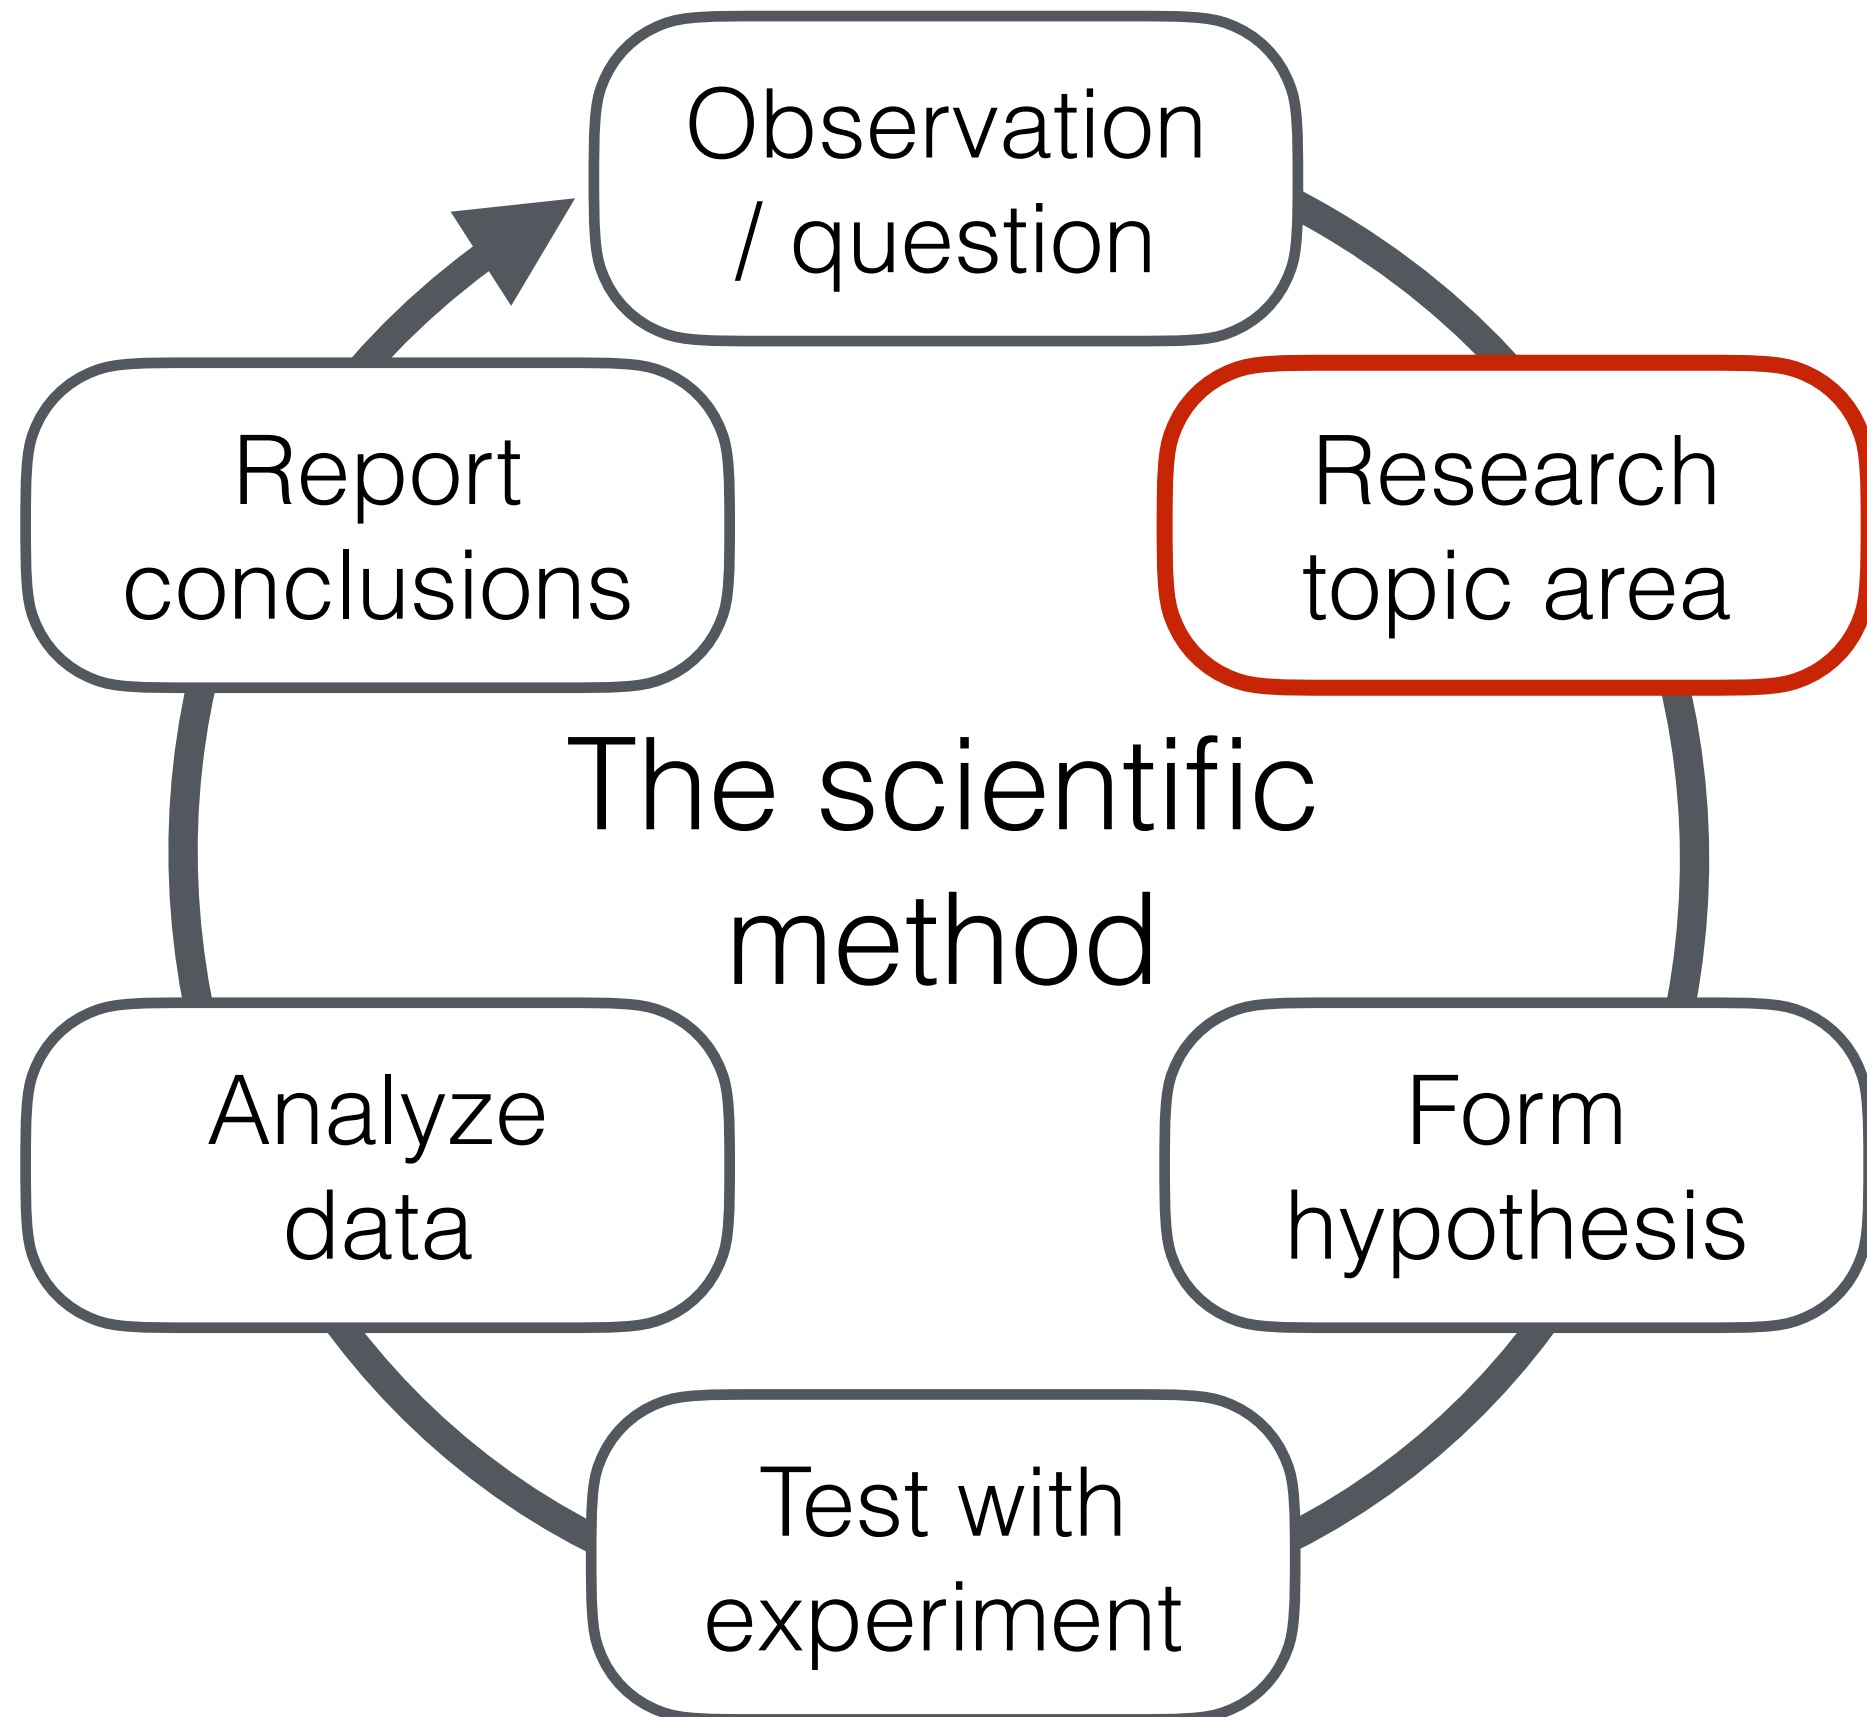 Observation
/ question
Research
topic area
Form
hypothesis
Test with
experiment
Analyze
data
Report
conclusions
The scientific
method